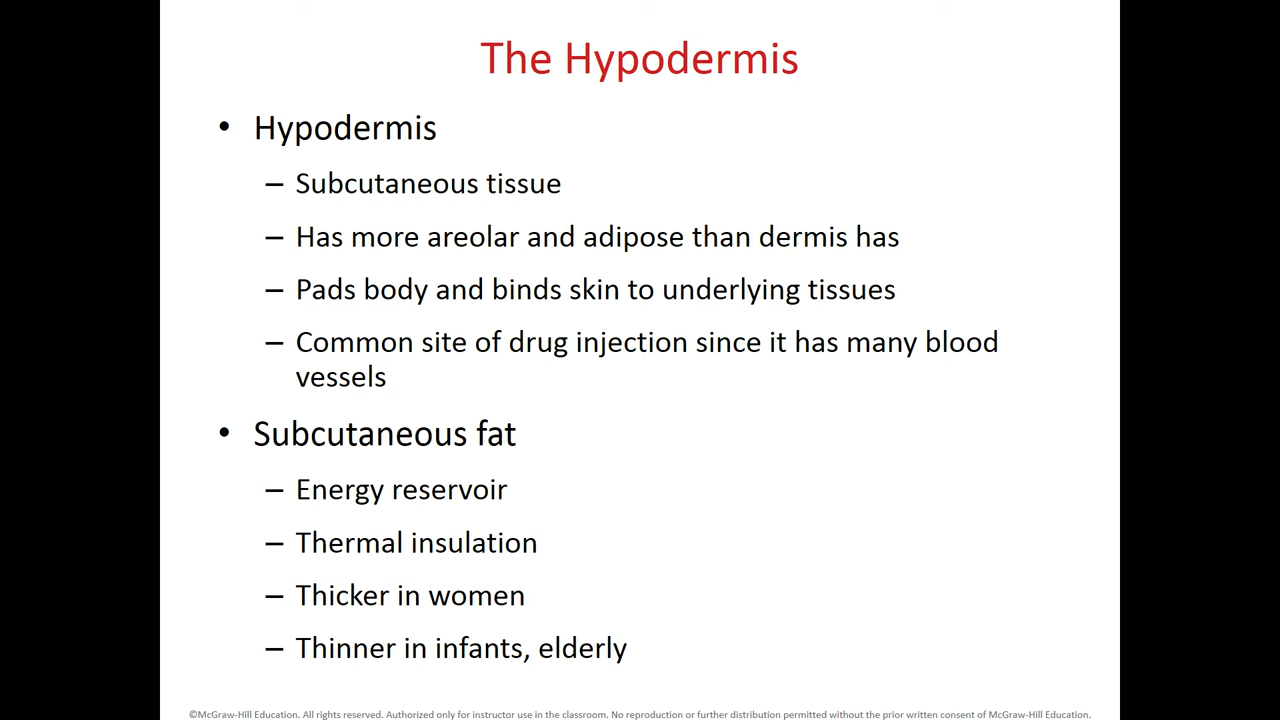 The Hypodermis
• Hypodermis
– Subcutaneous tissue
– Has more areolar and adipose than dermis has
– Pads body and binds skin to underlying tissues
– Common site of drug injection since it has many blood
vessels
• Subcutaneous fat
– Energy reservoir
– Thermal insulation
– Thicker in women
– Thinner in infants, elderly
©McGraw-Hill Education. All rights reserved. Authorized only for instructor use in the classroom. No reproduction or further distribution permitted without the prior written consent of McGraw-Hill Education.